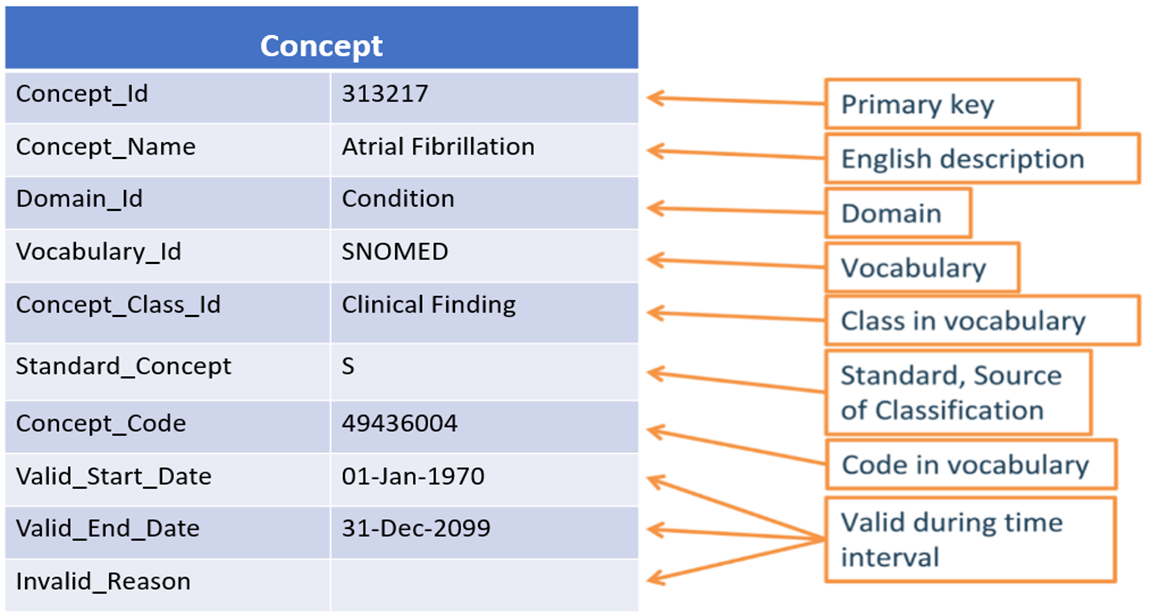 Concept
Concept_Id 313217
Primary key
Concept_Name Atrial Fibrillation
English description
Domain_Id Condition
Domain
Vocabulary_Id SNOMED
Vocabulary
Concept_Class_Id Clinical Finding
Class in vocabulary
Standard_Concept S
Standard, Source
of Classification
Concept_Code 49436004
Code in vocabulary
Valid_Start_Date 01-Jan-1970
Valid_End_Date 31-Dec-2099
Valid during time
interval
Invalid_Reason